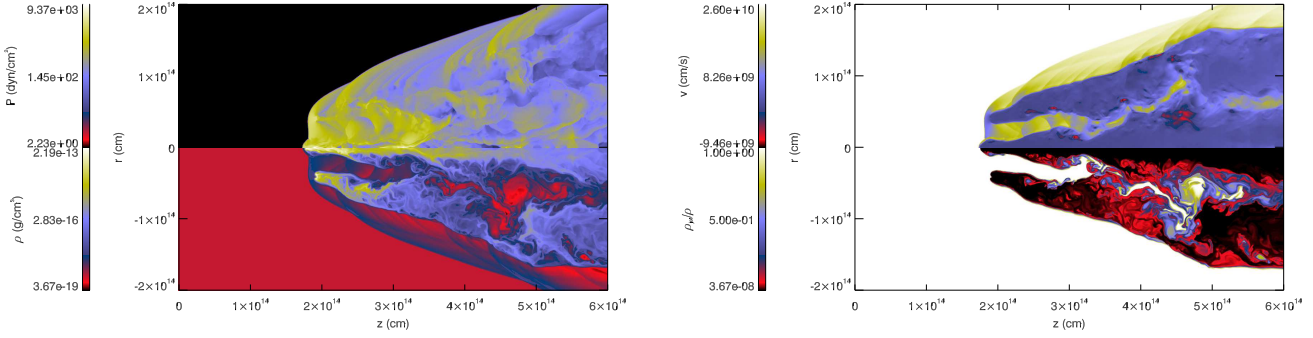 9.37e+03
P (dyn/cm²)
1.45e+02
2.23e+00
2.19e-13
ρ (g/cm³)
2.83e-16
3.67e-19
2×10¹⁴
1×10¹⁴
r (cm)
0
-1×10¹⁴
-2×10¹⁴
0 1×10¹⁴ 2×10¹⁴ 3×10¹⁴ 4×10¹⁴ 5×10¹⁴ 6×10¹⁴
z (cm)
2.60e+10
v (cm/s)
8.26e+09
-9.46e+09
1.00e+00
5.00e-01
3.67e-08
2×10¹⁴
1×10¹⁴
r (cm)
0
-1×10¹⁴
-2×10¹⁴
0 1×10¹⁴ 2×10¹⁴ 3×10¹⁴ 4×10¹⁴ 5×10¹⁴ 6×10¹⁴
z (cm)